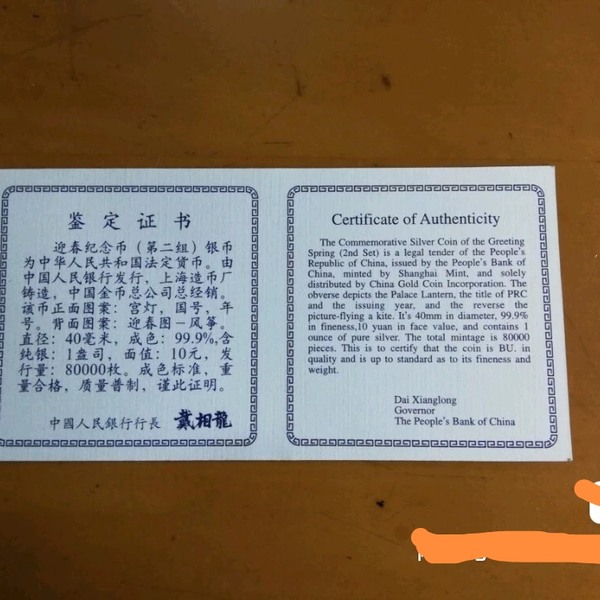 鉴定证书
迎春纪念币（第二组）银币
为中华人民共和国法定货币。由
中国人民银行发行，上海造币厂
铸造，中国金币总公司总经销。
该币正面图案：宫灯，国号，年
号。背面图案：迎春图－风筝。
直径：40毫米，成色：99.9%,含
纯银：1盎司，面值：10元，发
行量：80000枚。成色标准，重
量合格，质量普制，谨此证明。
中國人民銀行行長 戴相龍
Certificate of Authenticity
The Commemorative Silver Coin of the Greeting
Spring (2nd Set) is a legal tender of the People's
Republic of China, issued by the People's Bank of
China, minted by Shanghai Mint, and solely
distributed by China Gold Coin Incorporation. The
obverse depicts the Palace Lantern, the title of PRC
and the issuing year, and the reverse the
picture-flying a kite. It's 40mm in diameter, 99.9%
in fineness,10 yuan in face value, and contains 1
ounce of pure silver. The total mintage is 80000
pieces. This is to certify that the coin is BU. in
quality and is up to standard as to its fineness and
weight.
Dai Xianglong
Governor
The People's Bank of China